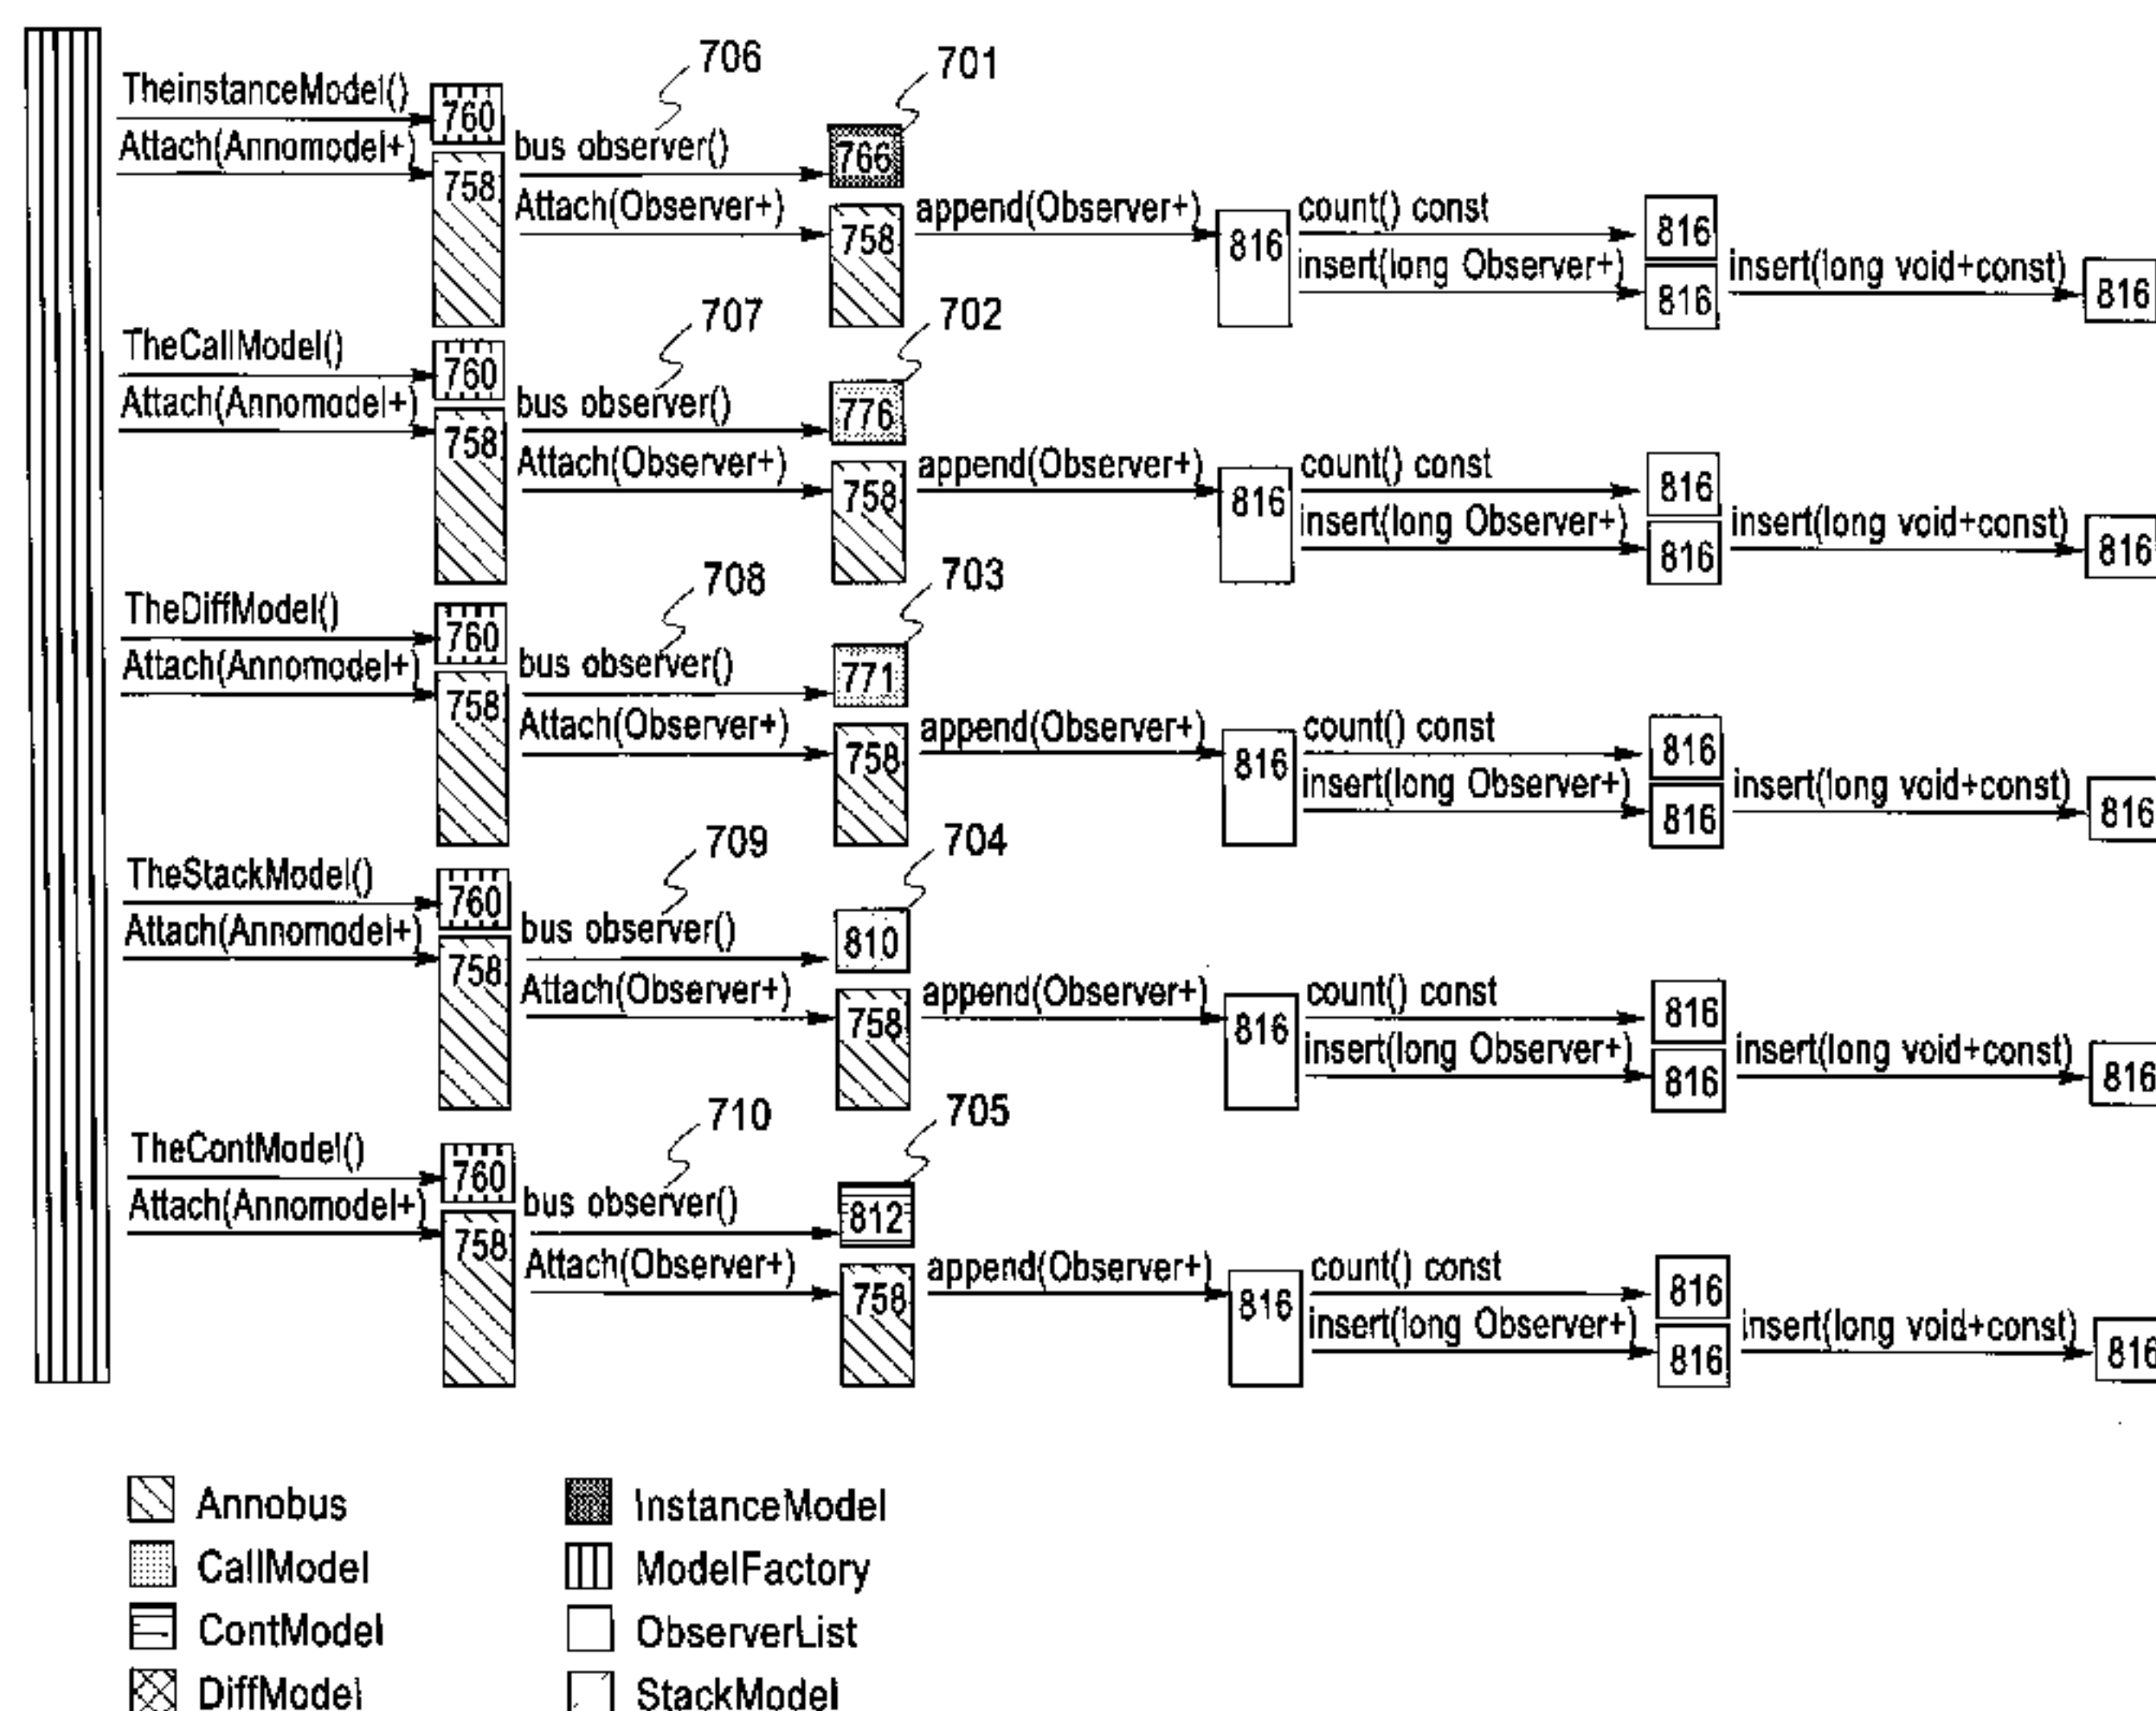 706
701
TheinstanceModel()
760
Attach(Annomodel+)
758
bus observer()
766
Attach(Observer+)
758
append(Observer+)
816
count() const
816
insert(long Observer+)
816
insert(long void+const)
816
707
702
TheCallModel()
760
Attach(Annomodel+)
758
bus observer()
776
Attach(Observer+)
758
append(Observer+)
816
count() const
816
insert(long Observer+)
816
insert(long void+const)
816
708
703
TheDiffModel()
760
Attach(Annomodel+)
758
bus observer()
771
Attach(Observer+)
758
append(Observer+)
816
count() const
816
insert(long Observer+)
816
insert(long void+const)
816
709
704
TheStackModel()
760
Attach(Annomodel+)
758
bus observer()
810
Attach(Observer+)
758
append(Observer+)
816
count() const
816
insert(long Observer+)
816
insert(long void+const)
816
710
705
TheContModel()
760
Attach(Annomodel+)
758
bus observer()
812
Attach(Observer+)
758
append(Observer+)
816
count() const
816
insert(long Observer+)
816
insert(long void+const)
816
Annobus
CallModel
ContModel
DiffModel
InstanceModel
ModelFactory
ObserverList
StackModel